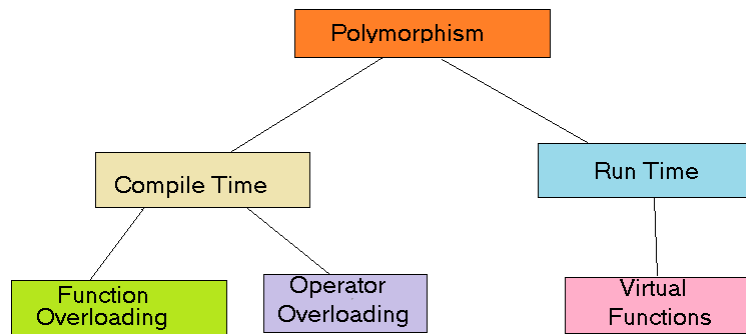 Polymorphism
Compile Time
Run Time
Function
Overloading
Operator
Overloading
Virtual
Functions